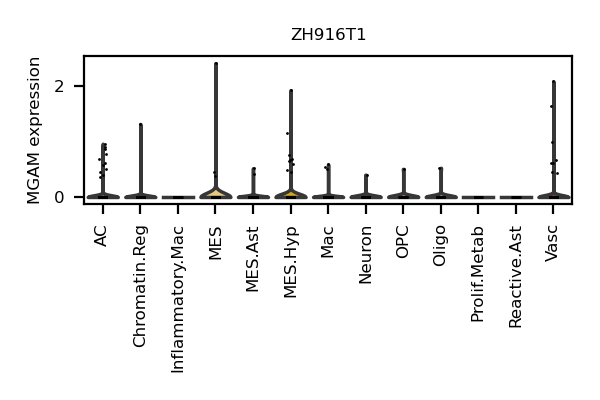 ZH916T1
MGAM expression
2
0
AC
Chromatin.Reg
Inflammatory.Mac
MES
MES.Ast
MES.Hyp
Mac
Neuron
OPC
Oligo
Prolif.Metab
Reactive.Ast
Vasc